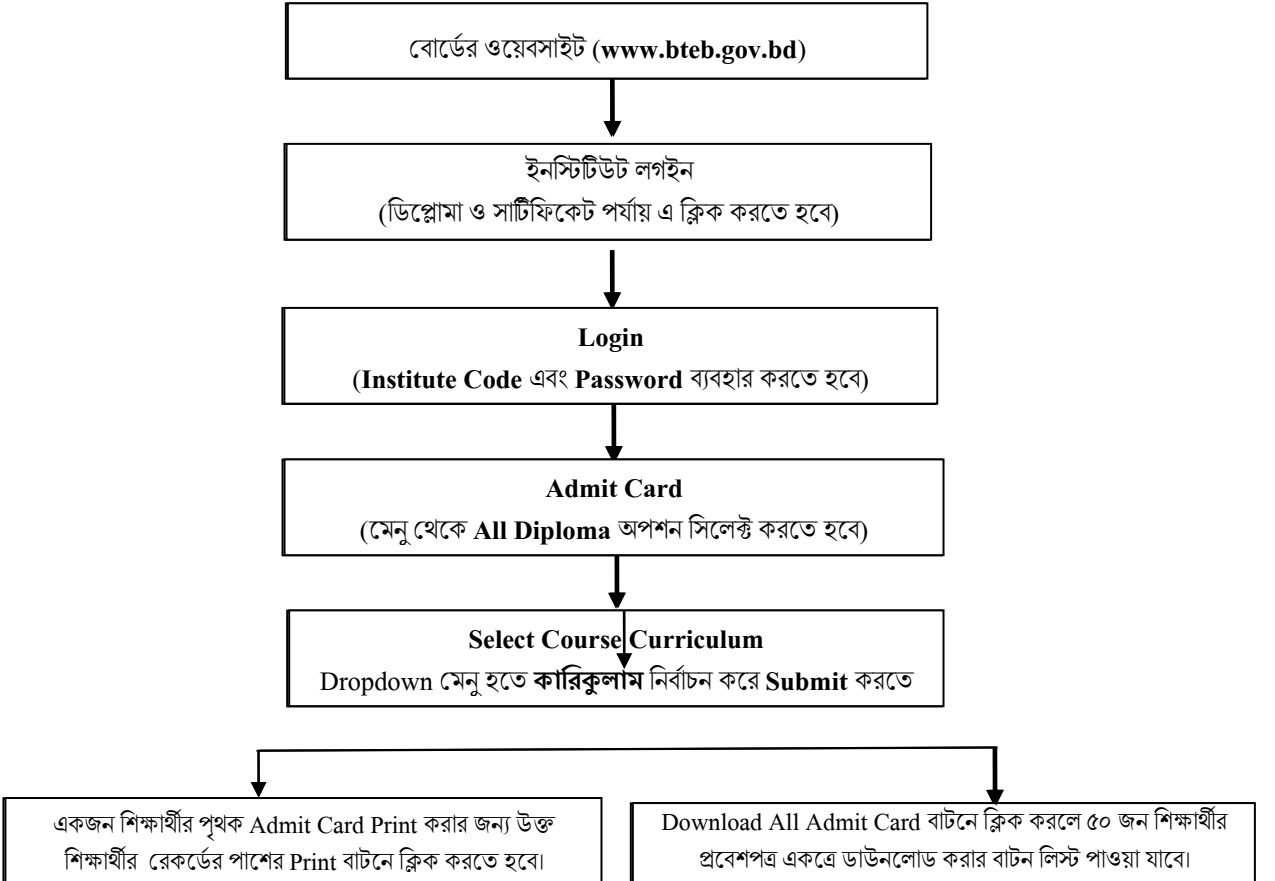 বোর্ডের ওয়েবসাইট (www.bteb.gov.bd)
ইনস্টিটিউট লগইন
(ডিপ্লোমা ও সার্টিফিকেট পর্যায় এ ক্লিক করতে হবে)
Login
(Institute Code এবং Password ব্যবহার করতে হবে)
Admit Card
(মেনু থেকে All Diploma অপশন সিলেক্ট করতে হবে)
Select Course Curriculum
Dropdown মেনু হতে কারিকুলাম নির্বাচন করে Submit করতে
একজন শিক্ষার্থীর পৃথক Admit Card Print করার জন্য উক্ত
শিক্ষার্থীর রেকর্ডের পাশের Print বাটনে ক্লিক করতে হবে।
Download All Admit Card বাটনে ক্লিক করলে ৫০ জন শিক্ষার্থীর
প্রবেশপত্র একত্রে ডাউনলোড করার বাটন লিস্ট পাওয়া যাবে।